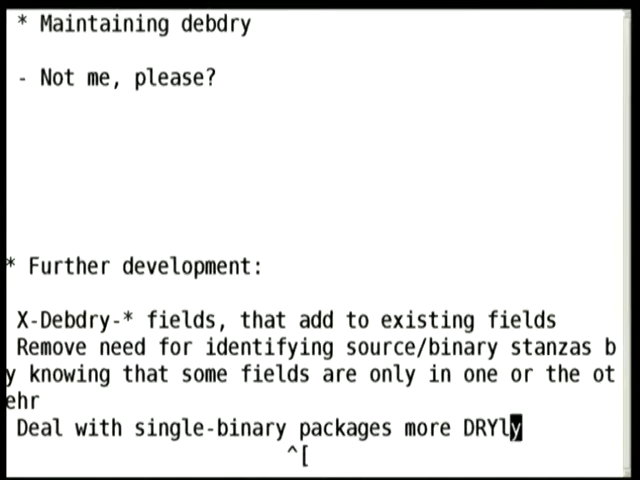 * Maintaining debdry
- Not me, please?
* Further development:
X-Debdry-* fields, that add to existing fields
Remove need for identifying source/binary stanzas b
y knowing that some fields are only in one or the ot
ehr
Deal with single-binary packages more DRYly
^[